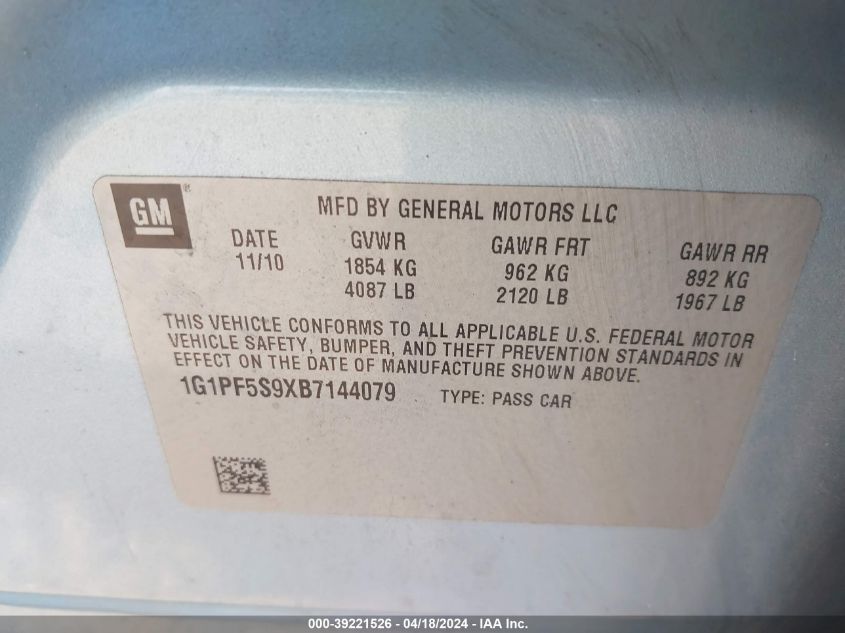 GM®
MFD BY GENERAL MOTORS LLC
DATE GVWR GAWR FRT GAWR RR
11/10 1854 KG 962 KG 892 KG
4087 LB 2120 LB 1967 LB
THIS VEHICLE CONFORMS TO ALL APPLICABLE U.S. FEDERAL MOTOR
VEHICLE SAFETY, BUMPER, AND THEFT PREVENTION STANDARDS IN
EFFECT ON THE DATE OF MANUFACTURE SHOWN ABOVE.
1G1PF5S9XB7144079 TYPE: PASS CAR
000-39221526 - 04/18/2024 - IAA Inc.